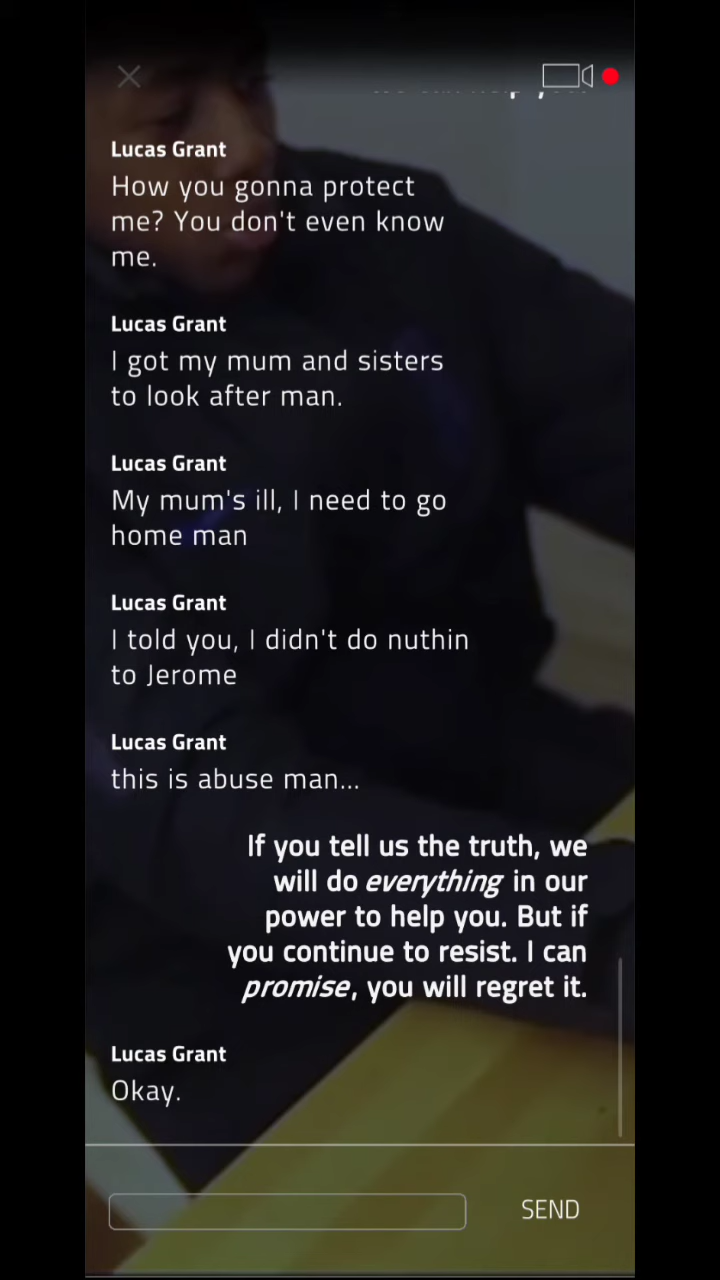 Lucas Grant
How you gonna protect
me? You don't even know
me.
Lucas Grant
I got my mum and sisters
to look after man.
Lucas Grant
My mum's ill, I need to go
home man
Lucas Grant
I told you, I didn't do nuthin
to Jerome
Lucas Grant
this is abuse man...
If you tell us the truth, we
will do everything in our
power to help you. But if
you continue to resist. I can
promise, you will regret it.
Lucas Grant
Okay.
SEND